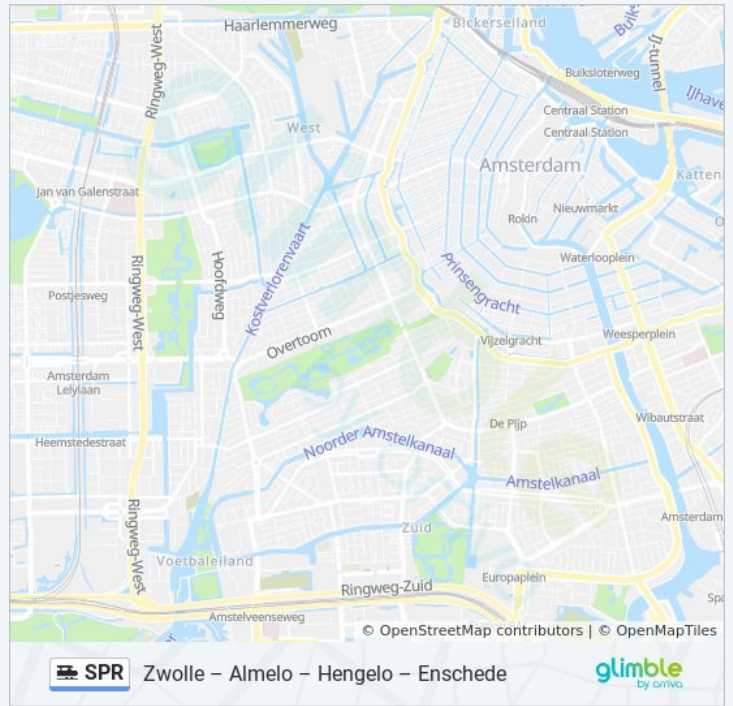 Haarlemmerweg
Bickerseiland
Buiks
IJ-tunnel
Ringweg-West
Buiksloterweg
IJhave
Centraal Station
Centraal Station
West
Amsterdam
Katten
Jan van Galenstraat
Nieuwmarkt
Rokin
O
Waterlooplein
Hoofdweg
Kostverlorenvaart
Prinsengracht
Ringweg-West
Postjesweg
Overtoom
Vijzelgracht
Weesperplein
Amsterdam
Lelylaan
De Pijp
Wibautstraat
Heemstedestraat
Noorder Amstelkanaal
Amstelkanaal
Ringweg-West
Zuid
Amsterdam
Voetbaleiland
Europaplein
Ringweg-Zuid
Spa
Amstelveenseweg
er
© OpenStreetMap contributors | © OpenMapTiles
SPR Zwolle – Almelo – Hengelo – Enschede
glimble
by arriva